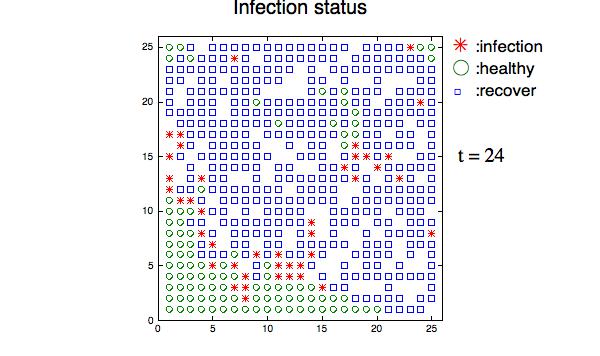 Infection status
:infection
:healthy
:recover
t = 24
25
20
15
10
5
0
0 5 10 15 20 25